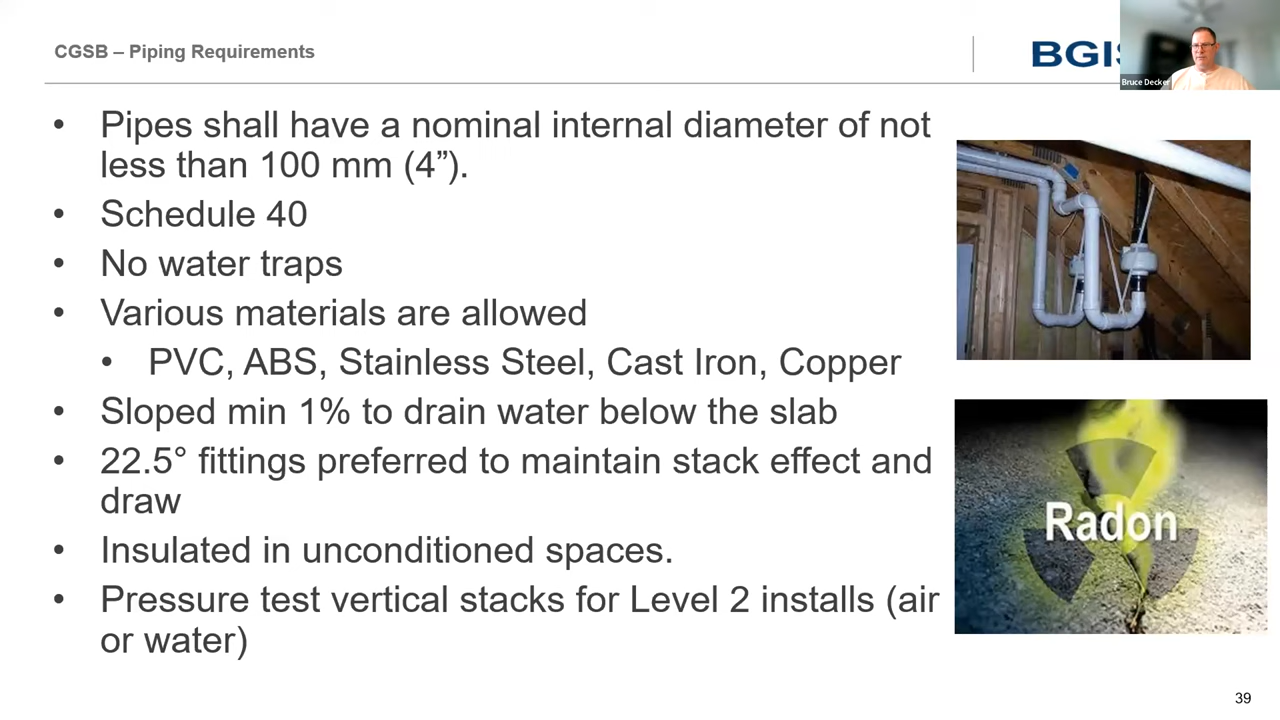 CGSB – Piping Requirements
BGIS
Bruce Decker
• Pipes shall have a nominal internal diameter of not
less than 100 mm (4”).
• Schedule 40
• No water traps
• Various materials are allowed
• PVC, ABS, Stainless Steel, Cast Iron, Copper
• Sloped min 1% to drain water below the slab
• 22.5° fittings preferred to maintain stack effect and
draw
• Insulated in unconditioned spaces.
• Pressure test vertical stacks for Level 2 installs (air
or water)
Radon
39